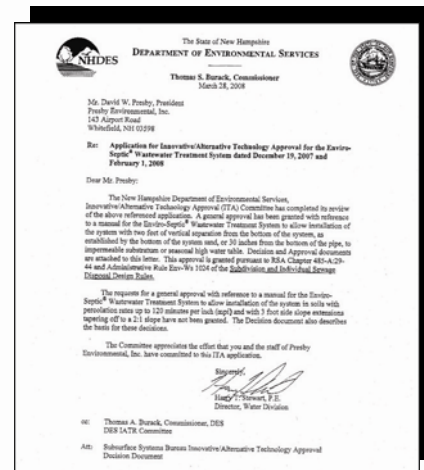 The State of New Hampshire
DEPARTMENT OF ENVIRONMENTAL SERVICES
NHDES
Thomas S. Burack, Commissioner
March 28, 2008
Mr. David W. Presby, President
Presby Environmental, Inc.
143 Airport Road
Whitefield, NH 03598
Re: Application for Innovative/Alternative Technology Approval for the Enviro-
Septic® Wastewater Treatment System dated December 19, 2007 and
February 1, 2008
Dear Mr. Presby:
The New Hampshire Department of Environmental Services,
Innovative/Alternative Technology Approval (ITA) Committee has completed its review
of the above referenced application. A general approval has been granted with reference
to a manual for the Enviro-Septic® Wastewater Treatment System to allow installation of
the system with two feet of vertical separation from the bottom of the system, as
established by the bottom of the system sand, or 30 inches from the bottom of the pipe, to
impermeable substratum or seasonal high water table. Decision and Approval documents
are attached to this letter. This approval is granted pursuant to RSA Chapter 485-A:29-
44 and Administrative Rule Env-Ws 1024 of the Subdivision and Individual Sewage
Disposal Design Rules.
The requests for a general approval with reference to a manual for the Enviro-
Septic® Wastewater Treatment System to allow installation of the system in soils with
percolation rates up to 120 minutes per inch (mpi) and with 3 foot side slope extensions
tapering off to a 2:1 slope have not been granted. The Decision document also describes
the basis for these decisions.
The Committee appreciates the effort that you and the staff of Presby
Environmental, Inc. have committed to this ITA application.
Sincerely,
Harry T. Stewart, P.E.
Director, Water Division
cc: Thomas A. Burack, Commissioner, DES
DES IATR Committee
Att: Subsurface Systems Bureau Innovative/Alternative Technology Approval
Decision Document